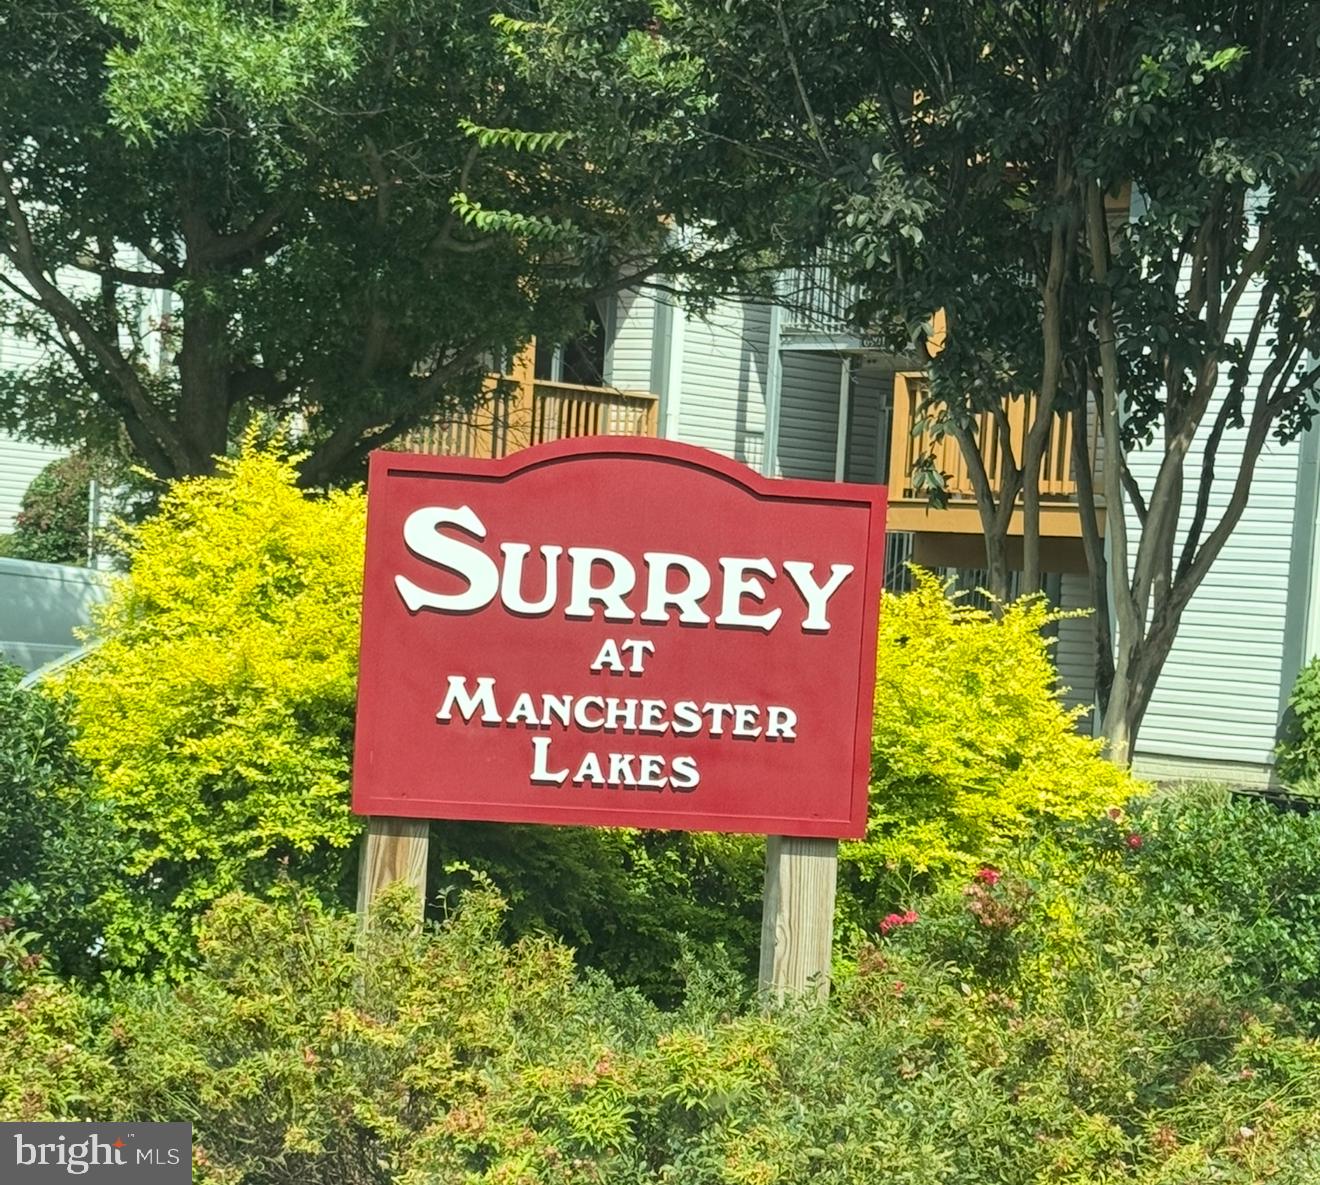 SURREY
AT
MANCHESTER
LAKES
bright MLS